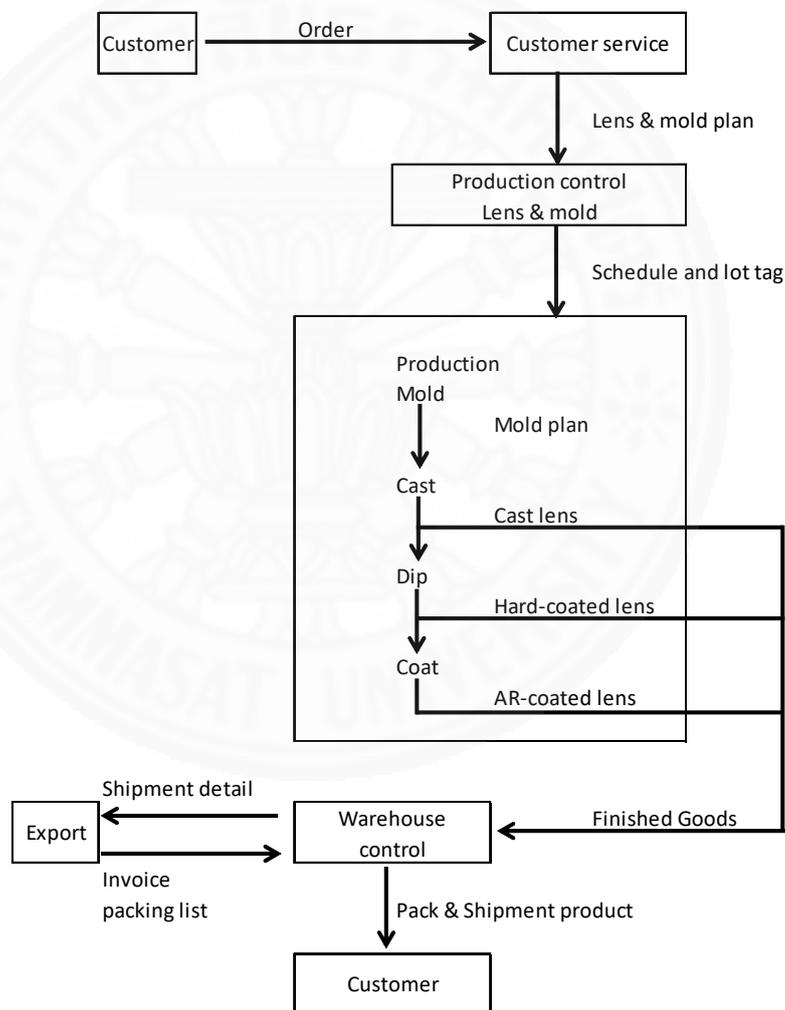 Customer
Order
Customer service
Lens & mold plan
Production control
Lens & mold
Schedule and lot tag
Production
Mold
Mold plan
Cast
Cast lens
Dip
Hard-coated lens
Coat
AR-coated lens
Shipment detail
Export
Warehouse
control
Finished Goods
Invoice
packing list
Pack & Shipment product
Customer
THAMMASAT UNIVERSITY